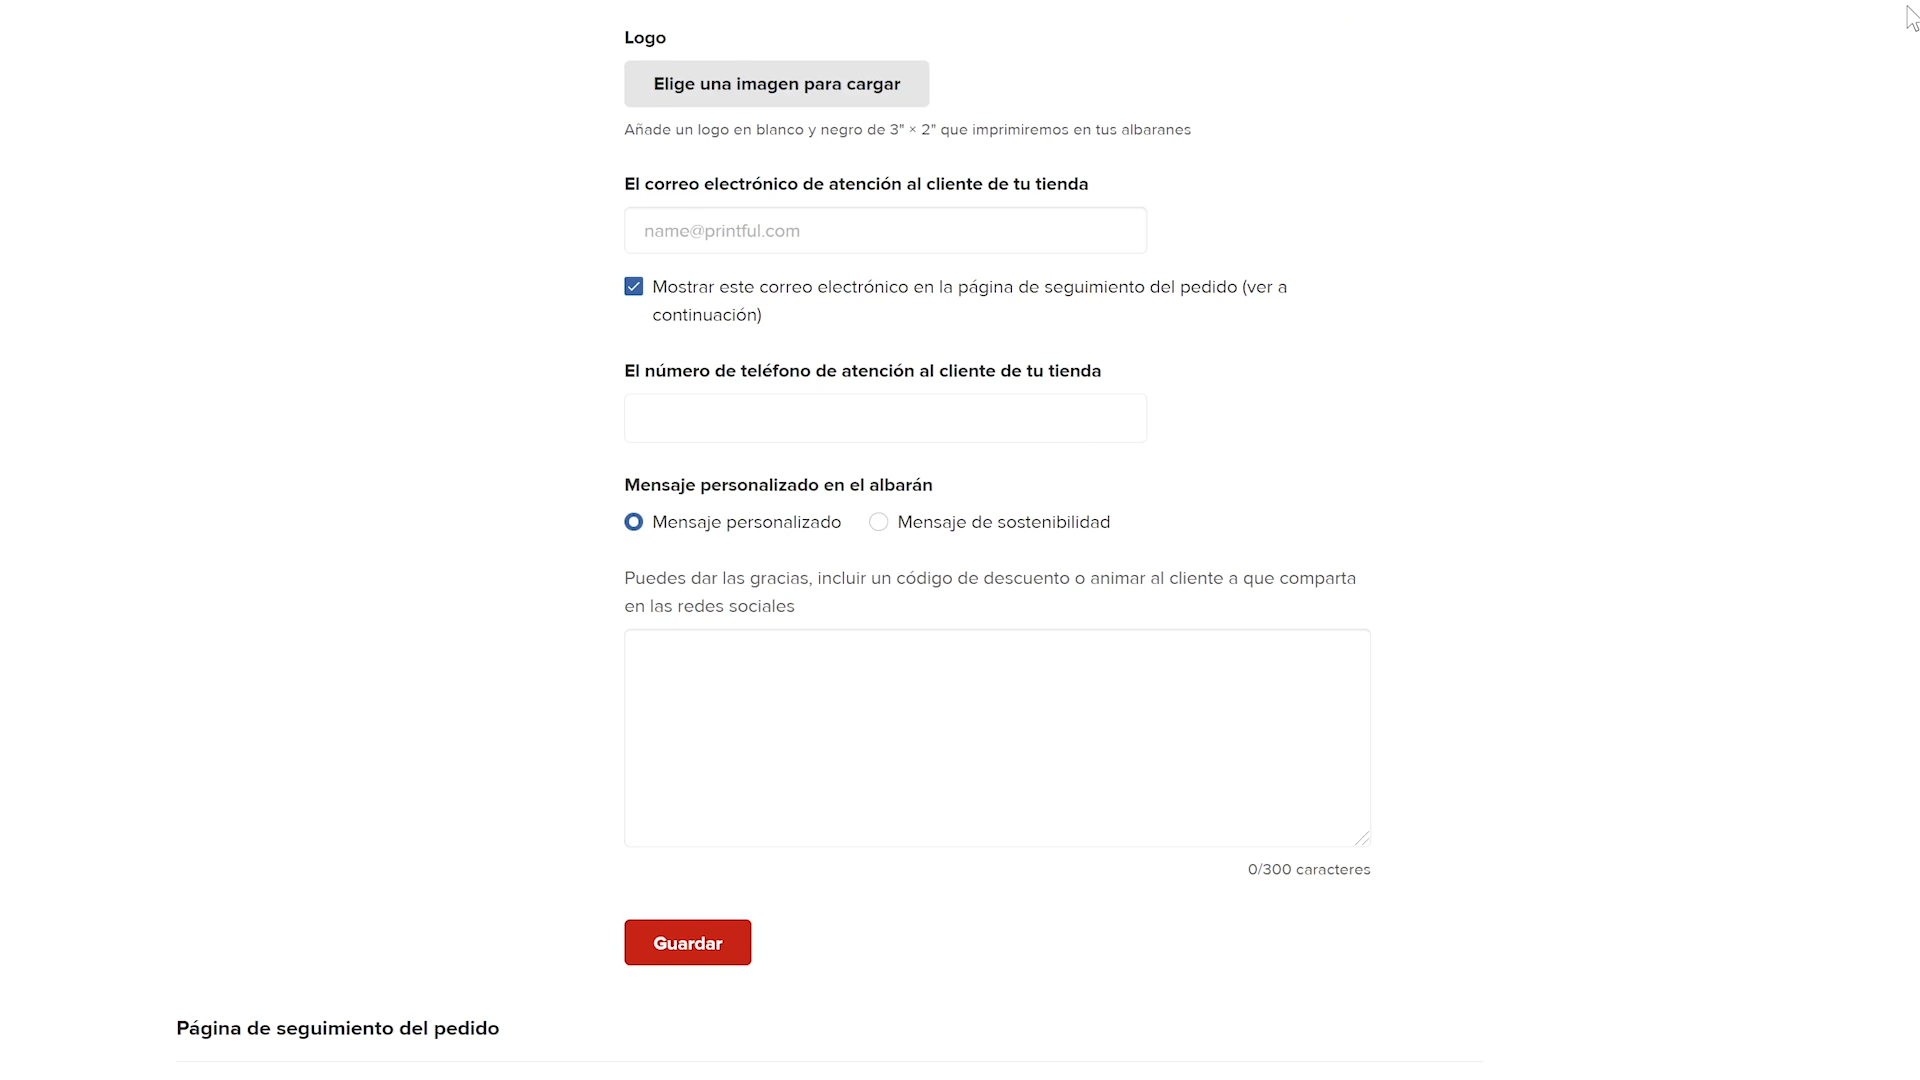 Logo
Elige una imagen para cargar
Añade un logo en blanco y negro de 3" × 2" que imprimiremos en tus albaranes
El correo electrónico de atención al cliente de tu tienda
name@printful.com
Mostrar este correo electrónico en la página de seguimiento del pedido (ver a
continuación)
El número de teléfono de atención al cliente de tu tienda
Mensaje personalizado en el albarán
Mensaje personalizado Mensaje de sostenibilidad
Puedes dar las gracias, incluir un código de descuento o animar al cliente a que comparta
en las redes sociales
0/300 caracteres
Guardar
Página de seguimiento del pedido